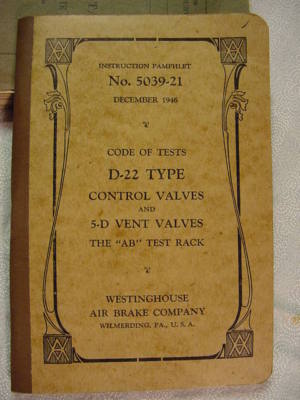 INSTRUCTION PAMPHLET
No. 5039-21
DECEMBER 1946
CODE OF TESTS
D-22 TYPE
CONTROL VALVES
AND
5-D VENT VALVES
THE "AB" TEST RACK
WESTINGHOUSE
AIR BRAKE COMPANY
WILMERDING, PA., U. S. A.